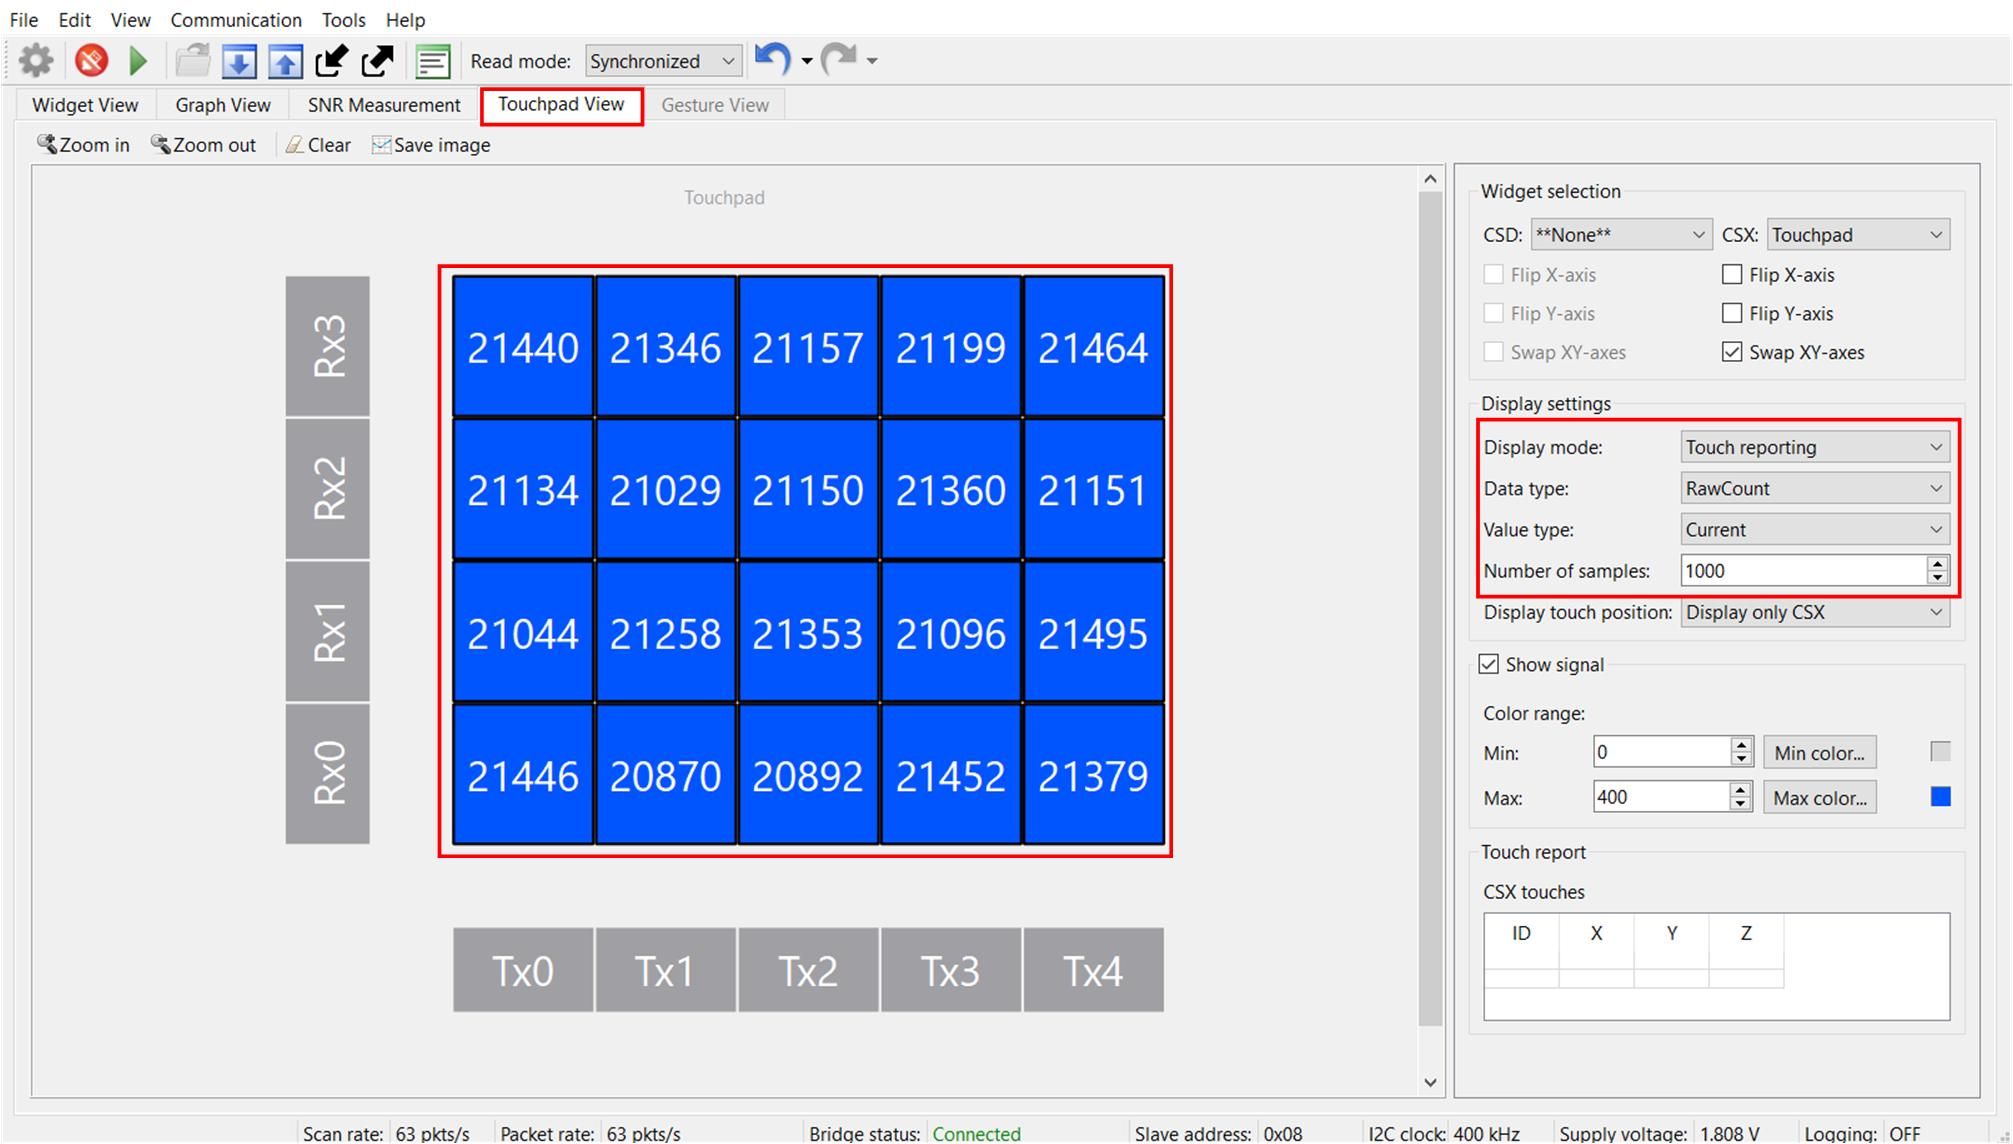 File Edit View Communication Tools Help
Read mode: Synchronized
Widget View Graph View SNR Measurement Touchpad View Gesture View
Zoom in Zoom out Clear Save image
Touchpad
Rx3 21440 21346 21157 21199 21464
Rx2 21134 21029 21150 21360 21151
Rx1 21044 21258 21353 21096 21495
Rx0 21446 20870 20892 21452 21379
Tx0 Tx1 Tx2 Tx3 Tx4
Widget selection
CSD: **None** CSX: Touchpad
Flip X-axis Flip X-axis
Flip Y-axis Flip Y-axis
Swap XY-axes Swap XY-axes
Display settings
Display mode: Touch reporting
Data type: RawCount
Value type: Current
Number of samples: 1000
Display touch position: Display only CSX
Show signal
Color range:
Min: 0 Min color...
Max: 400 Max color...
Touch report
CSX touches
ID X Y Z
Scan rate: 63 pkts/s Packet rate: 63 pkts/s Bridge status: Connected Slave address: 0x08 I2C clock: 400 kHz Supply voltage: 1.808 V Logging: OFF